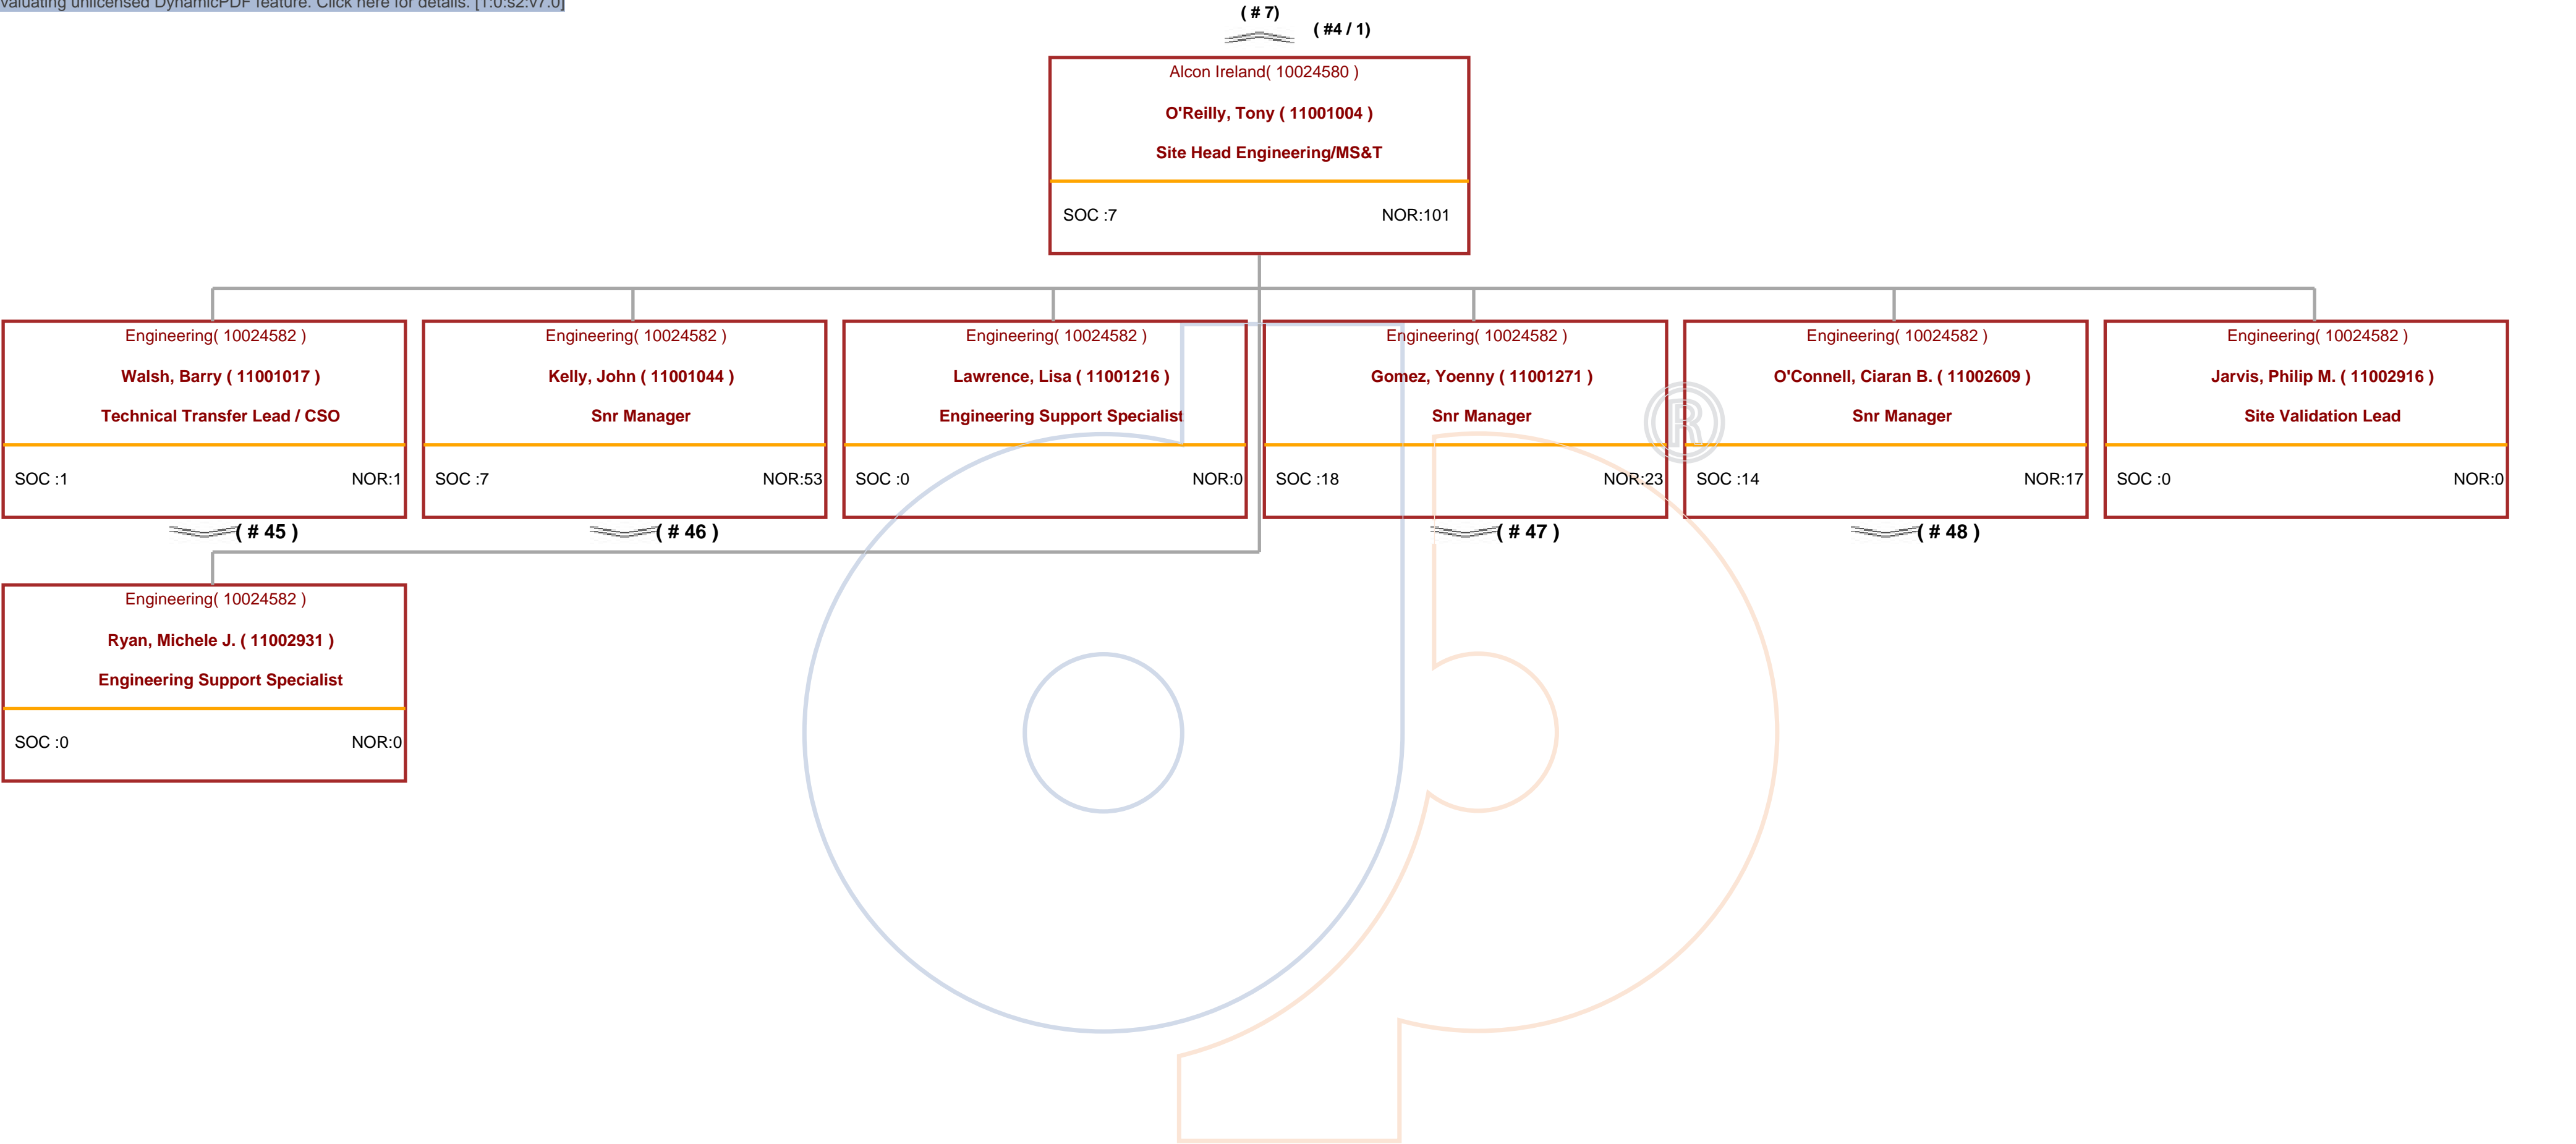 valuating unlicensed DynamicPDF feature. Click here for details. [1:0:s2:v7.0]
( # 7)
( #4 / 1)
Alcon Ireland( 10024580 )
O'Reilly, Tony ( 11001004 )
Site Head Engineering/MS&T
SOC :7 NOR:101
Engineering( 10024582 )
Walsh, Barry ( 11001017 )
Technical Transfer Lead / CSO
SOC :1 NOR:1
( # 45 )
Engineering( 10024582 )
Kelly, John ( 11001044 )
Snr Manager
SOC :7 NOR:53
( # 46 )
Engineering( 10024582 )
Lawrence, Lisa ( 11001216 )
Engineering Support Specialist
SOC :0 NOR:0
Engineering( 10024582 )
Gomez, Yoenny ( 11001271 )
Snr Manager
SOC :18 NOR:23
( # 47 )
Engineering( 10024582 )
O'Connell, Ciaran B. ( 11002609 )
Snr Manager
SOC :14 NOR:17
( # 48 )
Engineering( 10024582 )
Jarvis, Philip M. ( 11002916 )
Site Validation Lead
SOC :0 NOR:0
Engineering( 10024582 )
Ryan, Michele J. ( 11002931 )
Engineering Support Specialist
SOC :0 NOR:0
®